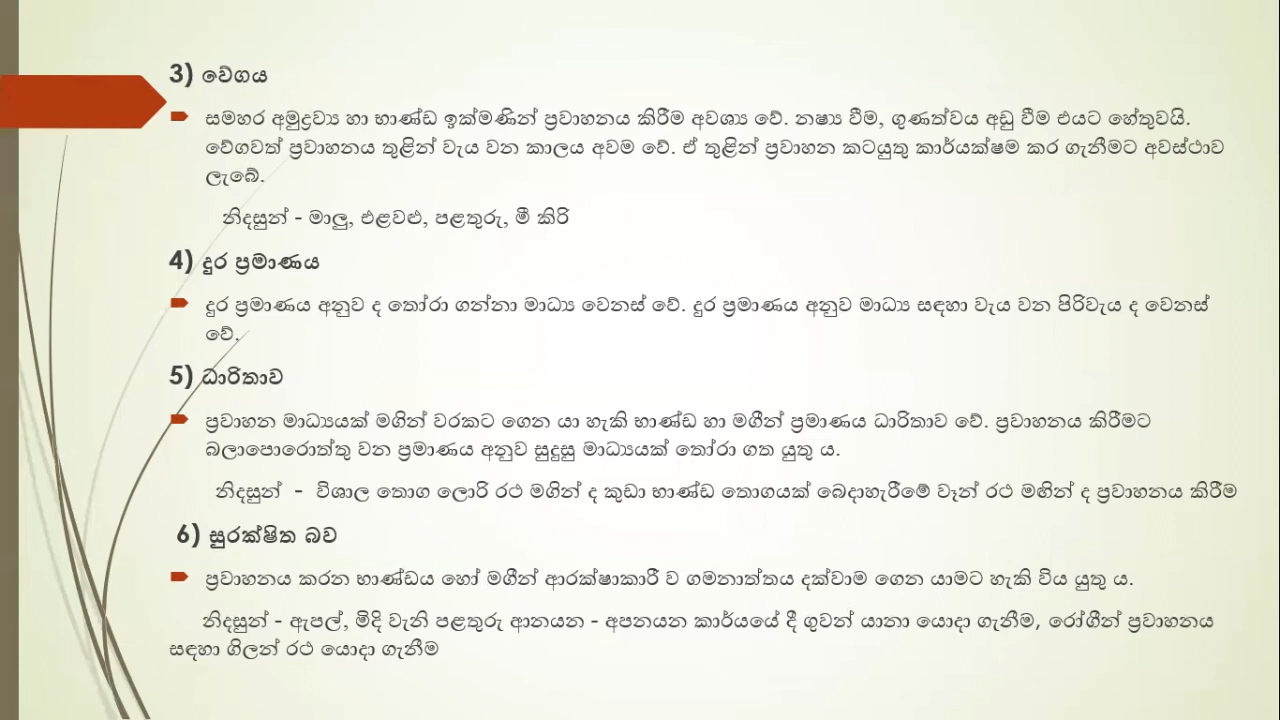 3) වේගය
සමහර අමුද්‍රව්‍ය හා භාණ්ඩ ඉක්මණින් ප්‍රවාහනය කිරීම අවශ්‍ය වේ. නෂ්‍ය වීම, ගුණත්වය අඩු වීම එයට හේතුවයි.
වේගවත් ප්‍රවාහනය තුළින් වැය වන කාලය අවම වේ. ඒ තුළින් ප්‍රවාහන කටයුතු කාර්යක්ෂම කර ගැනීමට අවස්ථාව
ලැබේ.
නිදසුන් - මාලු, එළවළු, පළතුරු, මී කිරි
4) දුර ප්‍රමාණය
දුර ප්‍රමාණය අනුව ද තෝරා ගන්නා මාධ්‍ය වෙනස් වේ. දුර ප්‍රමාණය අනුව මාධ්‍ය සඳහා වැය වන පිරිවැය ද වෙනස්
වේ.
5) ධාරිතාව
ප්‍රවාහන මාධ්‍යයක් මගින් වරකට ගෙන යා හැකි භාණ්ඩ හා මගීන් ප්‍රමාණය ධාරිතාව වේ. ප්‍රවාහනය කිරීමට
බලාපොරොත්තු වන ප්‍රමාණය අනුව සුදුසු මාධ්‍යයක් තෝරා ගත යුතු ය.
නිදසුන් - විශාල තොග ලොරි රථ මගින් ද කුඩා භාණ්ඩ තොගයක් බෙදාහැරීමේ වෑන් රථ මඟින් ද ප්‍රවාහනය කිරීම
6) සුරක්ෂිත බව
ප්‍රවාහනය කරන භාණ්ඩය හෝ මගීන් ආරක්ෂාකාරී ව ගමනාන්තය දක්වාම ගෙන යාමට හැකි විය යුතු ය.
නිදසුන් - ඇපල්, මිදි වැනි පළතුරු ආනයන - අපනයන කාර්යයේ දී ගුවන් යානා යොදා ගැනීම, රෝගීන් ප්‍රවාහනය
සඳහා ගිලන් රථ යොදා ගැනීම